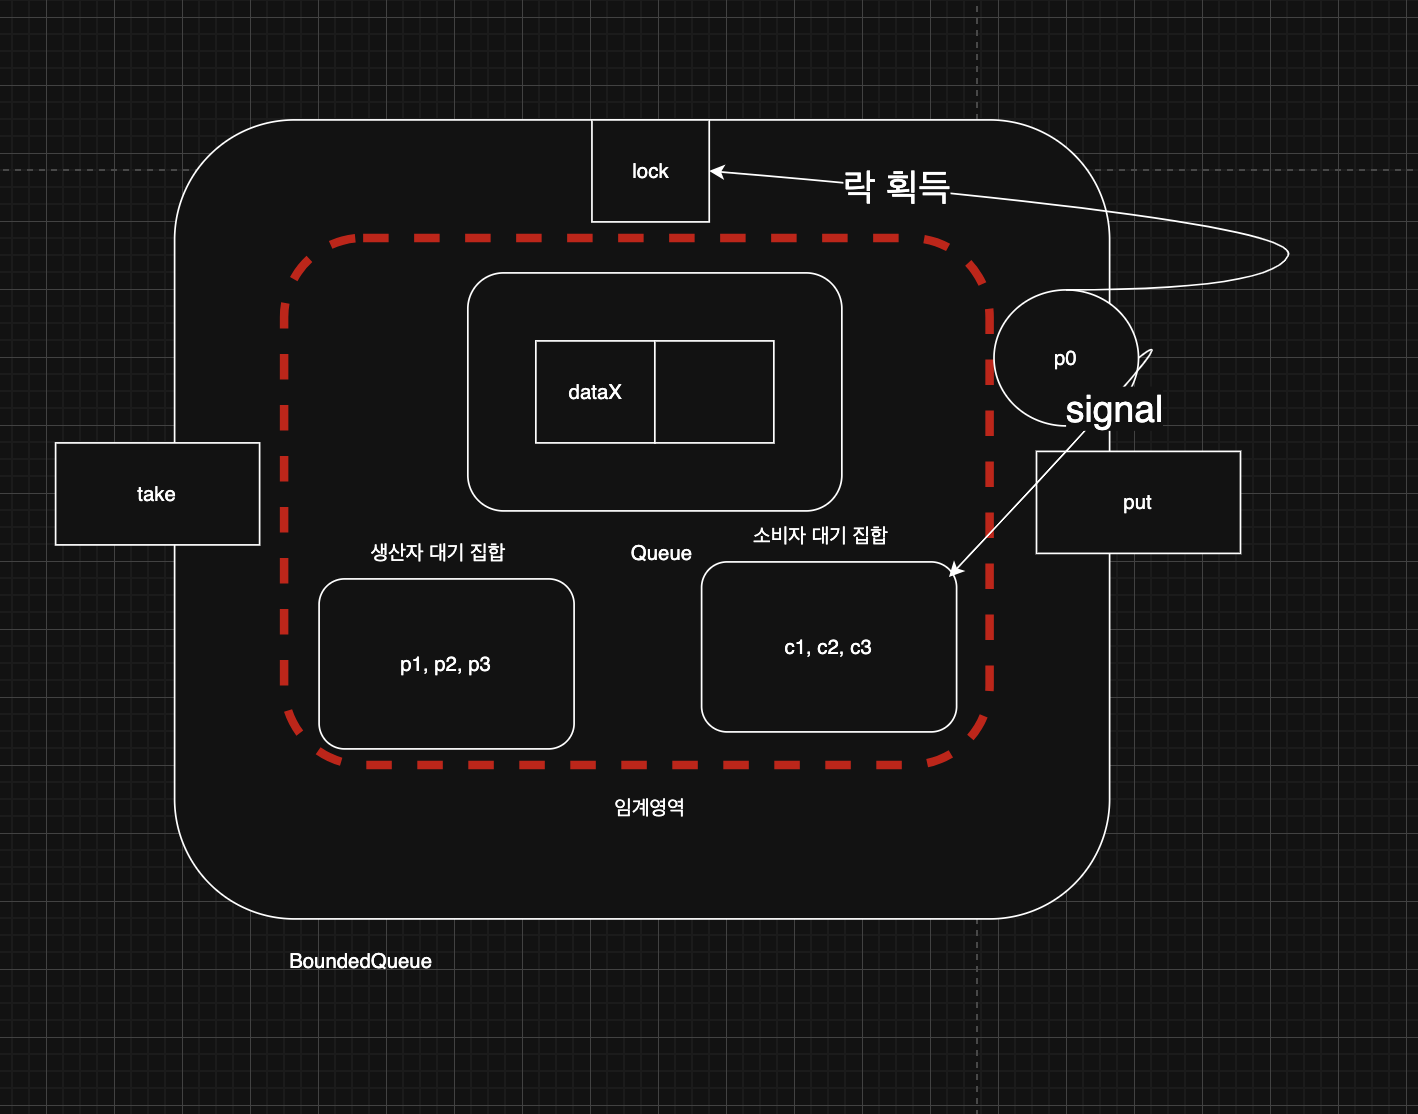 lock
락 획득
p0
dataX
signal
take
put
소비자 대기 집합
생산자 대기 집합
Queue
c1, c2, c3
p1, p2, p3
임계영역
BoundedQueue